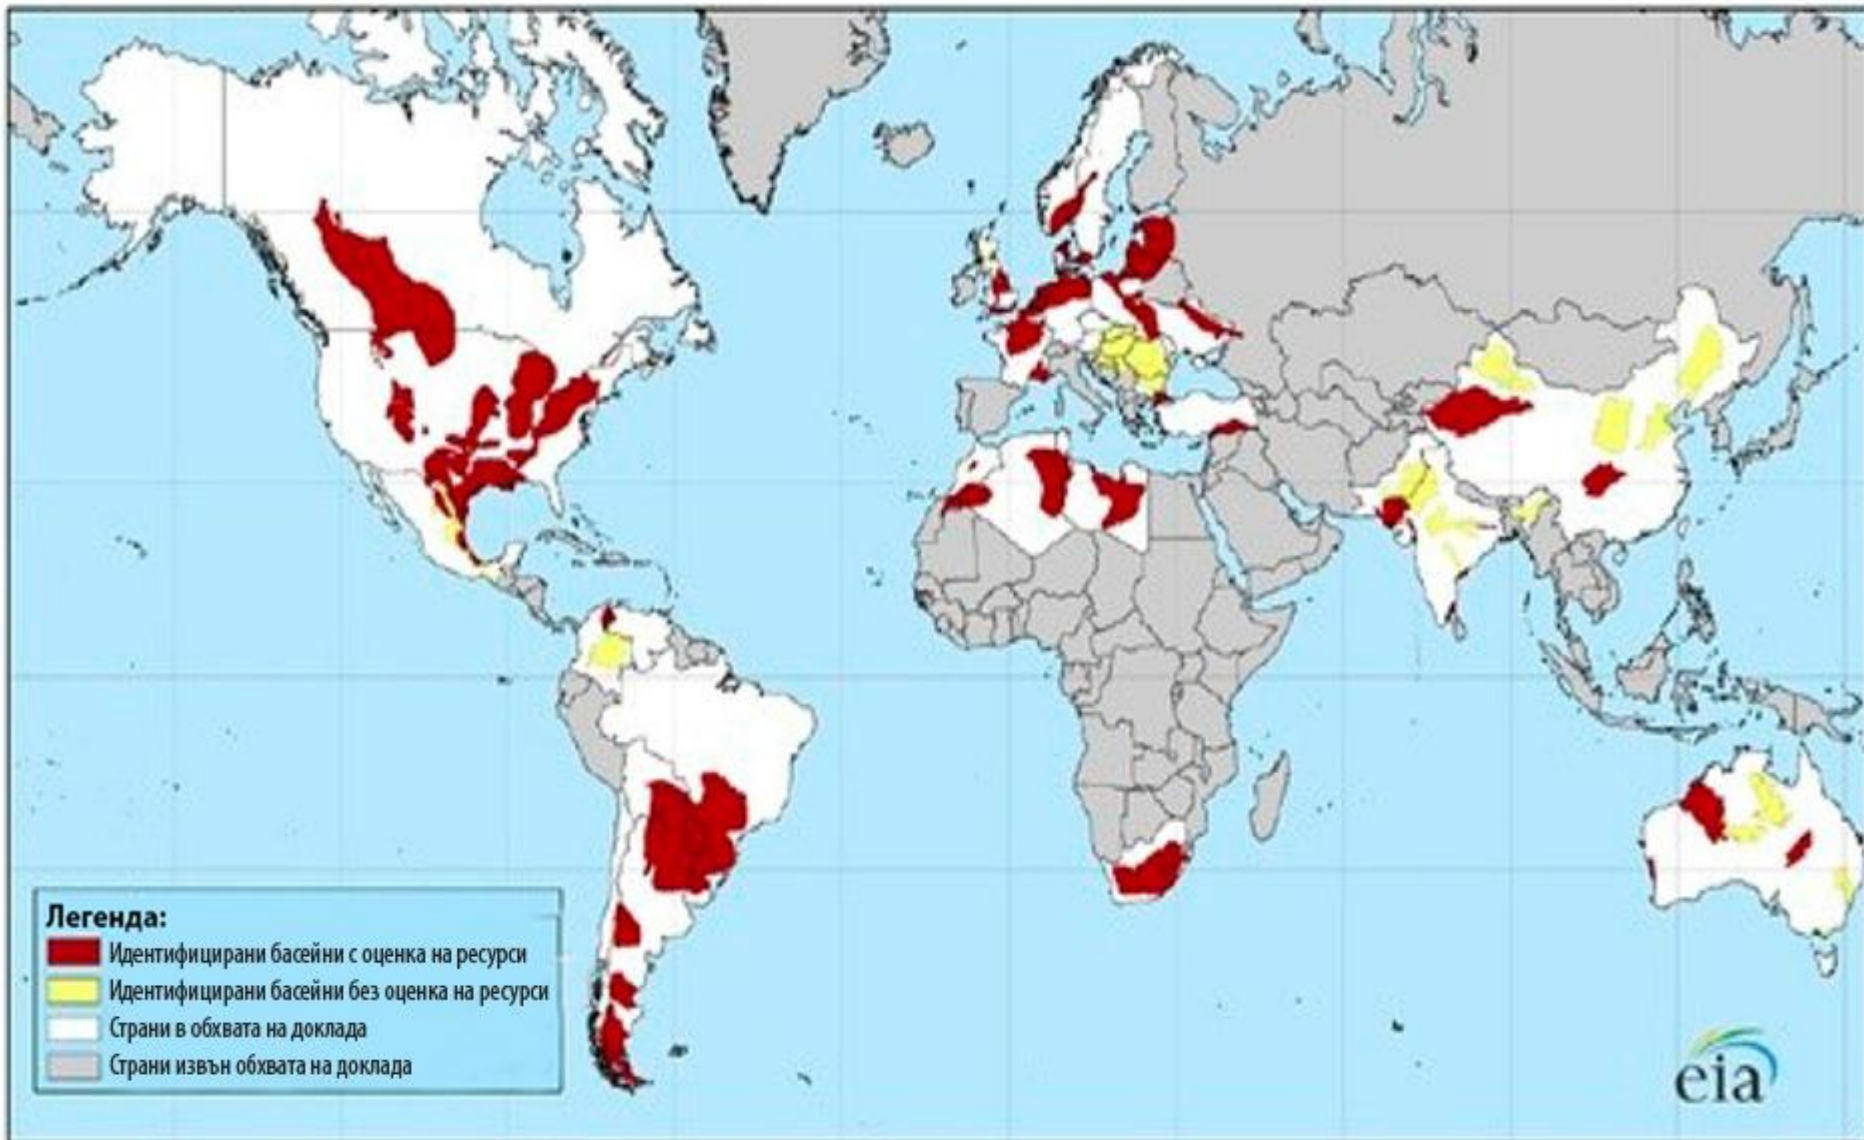 Легенда:
Идентифицирани басейни с оценка на ресурси
Идентифицирани басейни без оценка на ресурси
Страни в обхвата на доклада
Страни извън обхвата на доклада
eia